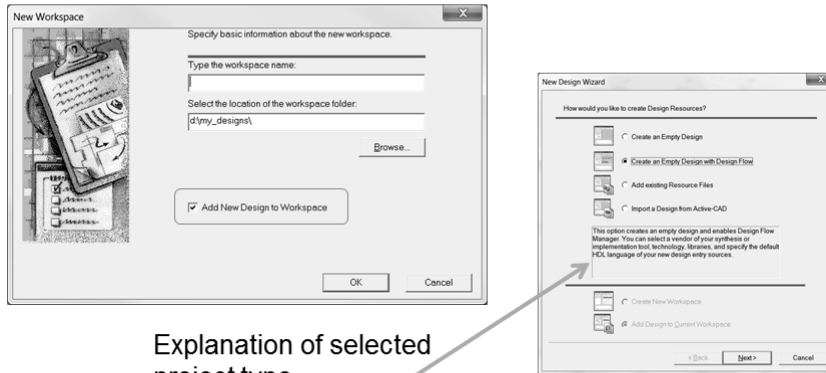 New Workspace
Specify basic information about the new workspace.
Type the workspace name:
Select the location of the workspace folder:
d:\my_designs\
Browse...
Add New Design to Workspace
OK
Cancel
New Design Wizard
How would you like to create Design Resources?
Create an Empty Design
Create an Empty Design with Design Flow
Add existing Resource Files
Import a Design from Active-CAD
This option creates an empty design and enables Design Flow
Manager. You can select a vendor of your synthesis or
implementation tool, technology, libraries, and specify the default
HDL language of your new design entry sources.
Create New Workspace
Add Design to Current Workspace
< Back
Next >
Cancel
Explanation of selected
project type